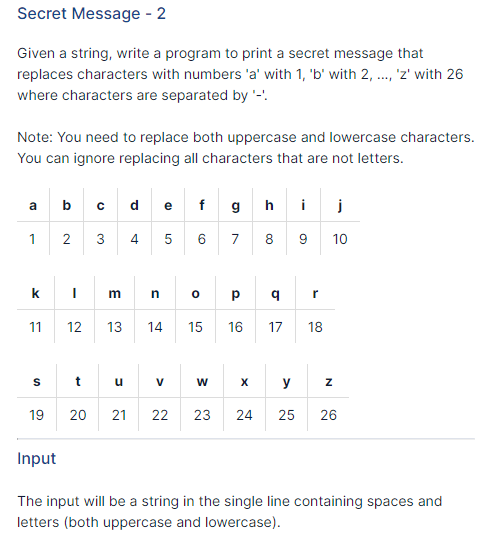 Secret Message - 2
Given a string, write a program to print a secret message that
replaces characters with numbers 'a' with 1, 'b' with 2, ..., 'z' with 26
where characters are separated by '-'.
Note: You need to replace both uppercase and lowercase characters.
You can ignore replacing all characters that are not letters.
a b c d e f g h i j
1 2 3 4 5 6 7 8 9 10
k l m n o p q r
11 12 13 14 15 16 17 18
s t u v w x y z
19 20 21 22 23 24 25 26
Input
The input will be a string in the single line containing spaces and
letters (both uppercase and lowercase).